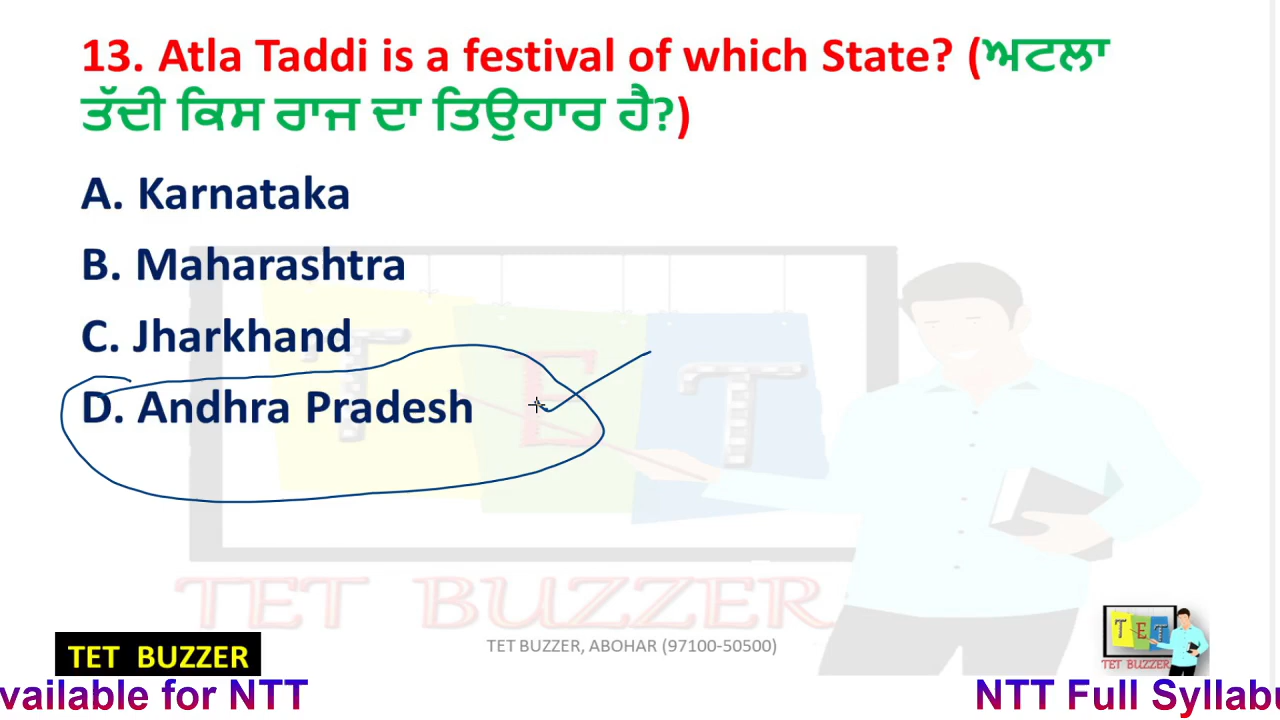 13. Atla Taddi is a festival of which State? (ਅਟਲਾ
ਤੱਦੀ ਕਿਸ ਰਾਜ ਦਾ ਤਿਉਹਾਰ ਹੈ?)
A. Karnataka
B. Maharashtra
C. Jharkhand
D. Andhra Pradesh
TET
TET BUZZER
TET BUZZER, ABOHAR (97100-50500)
TET BUZZER
TET
TET BUZZER
vailable for NTT
NTT Full Syllabu